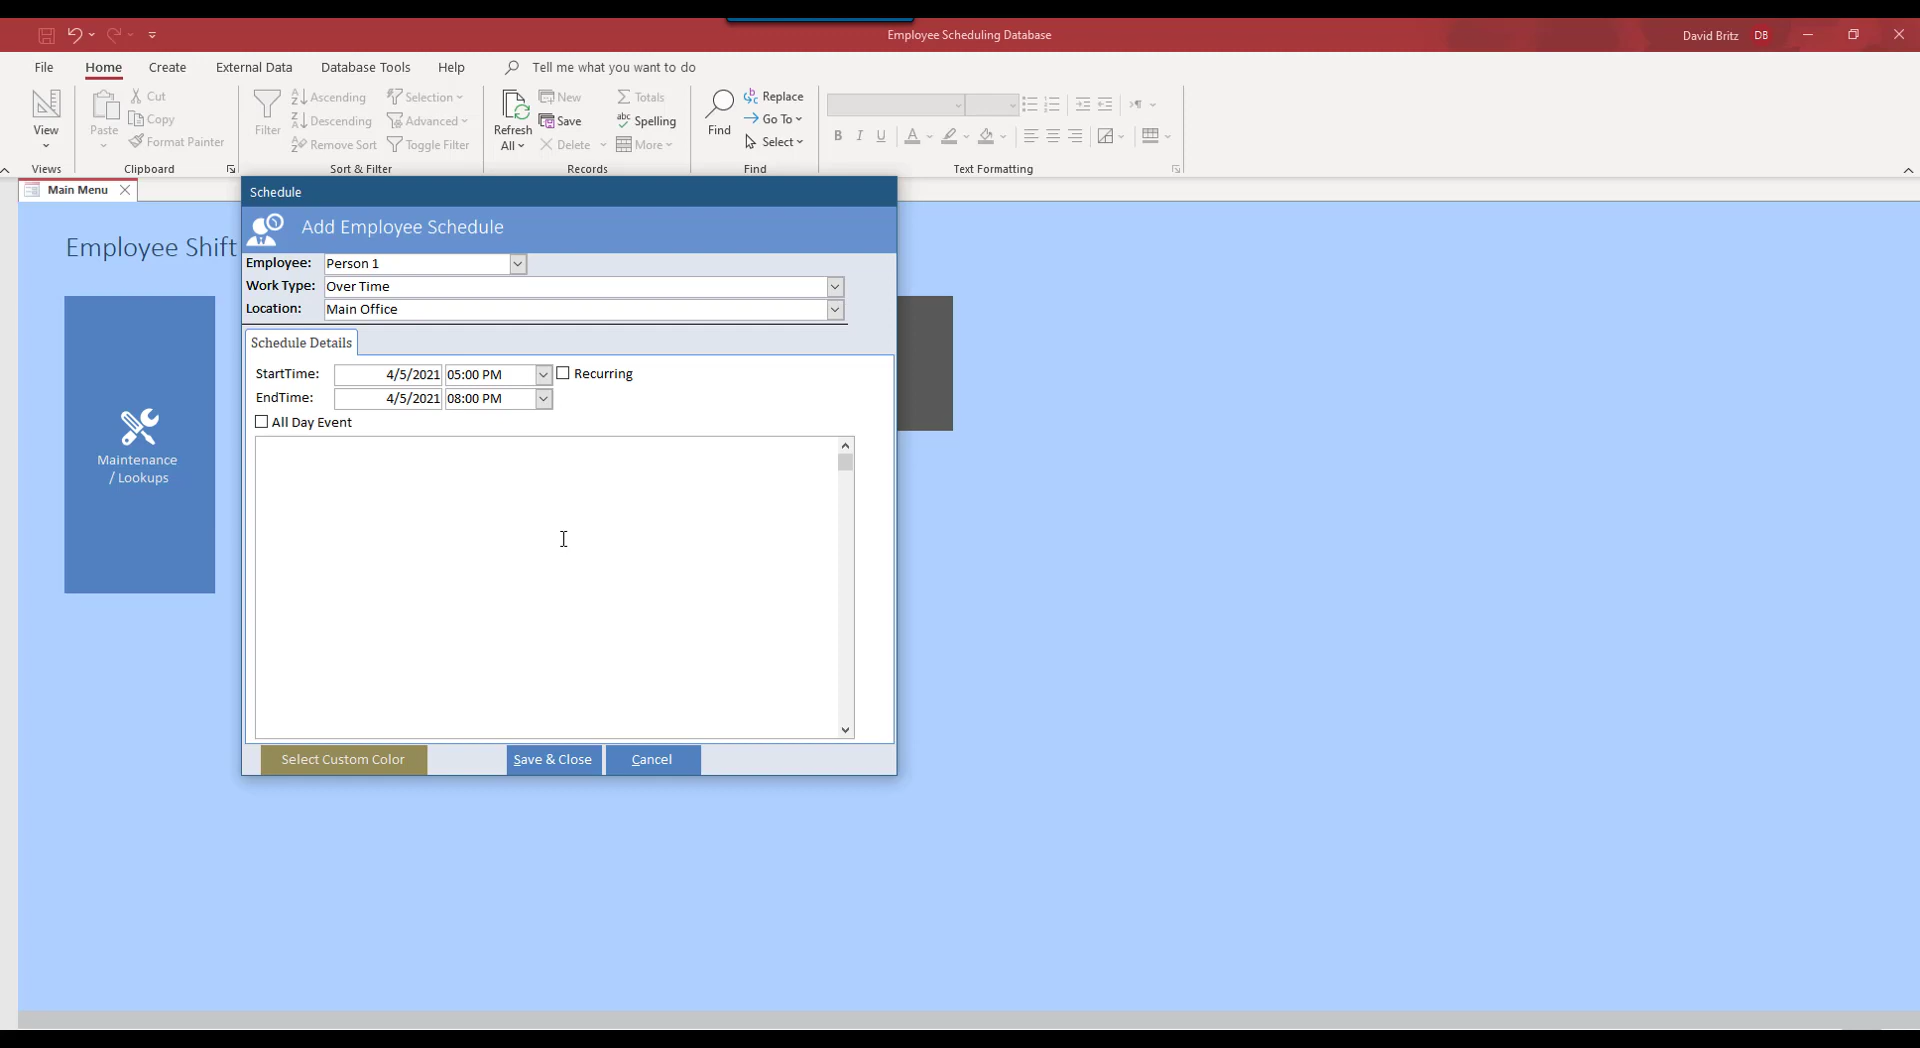 Employee Scheduling Database
David Britz DB
File Home Create External Data Database Tools Help Tell me what you want to do
View
Views
Paste
Cut
Copy
Format Painter
Clipboard
Filter
Ascending
Descending
Remove Sort
Selection
Advanced
Toggle Filter
Sort & Filter
Refresh
All
New
Save
Delete
Totals
Spelling
More
Records
Find
Replace
Go To
Select
Find
B I U
Text Formatting
Main Menu
Employee Shift
Maintenance
/ Lookups
Schedule
Add Employee Schedule
Employee: Person 1
Work Type: Over Time
Location: Main Office
Schedule Details
StartTime: 4/5/2021 05:00 PM Recurring
EndTime: 4/5/2021 08:00 PM
All Day Event
Select Custom Color Save & Close Cancel